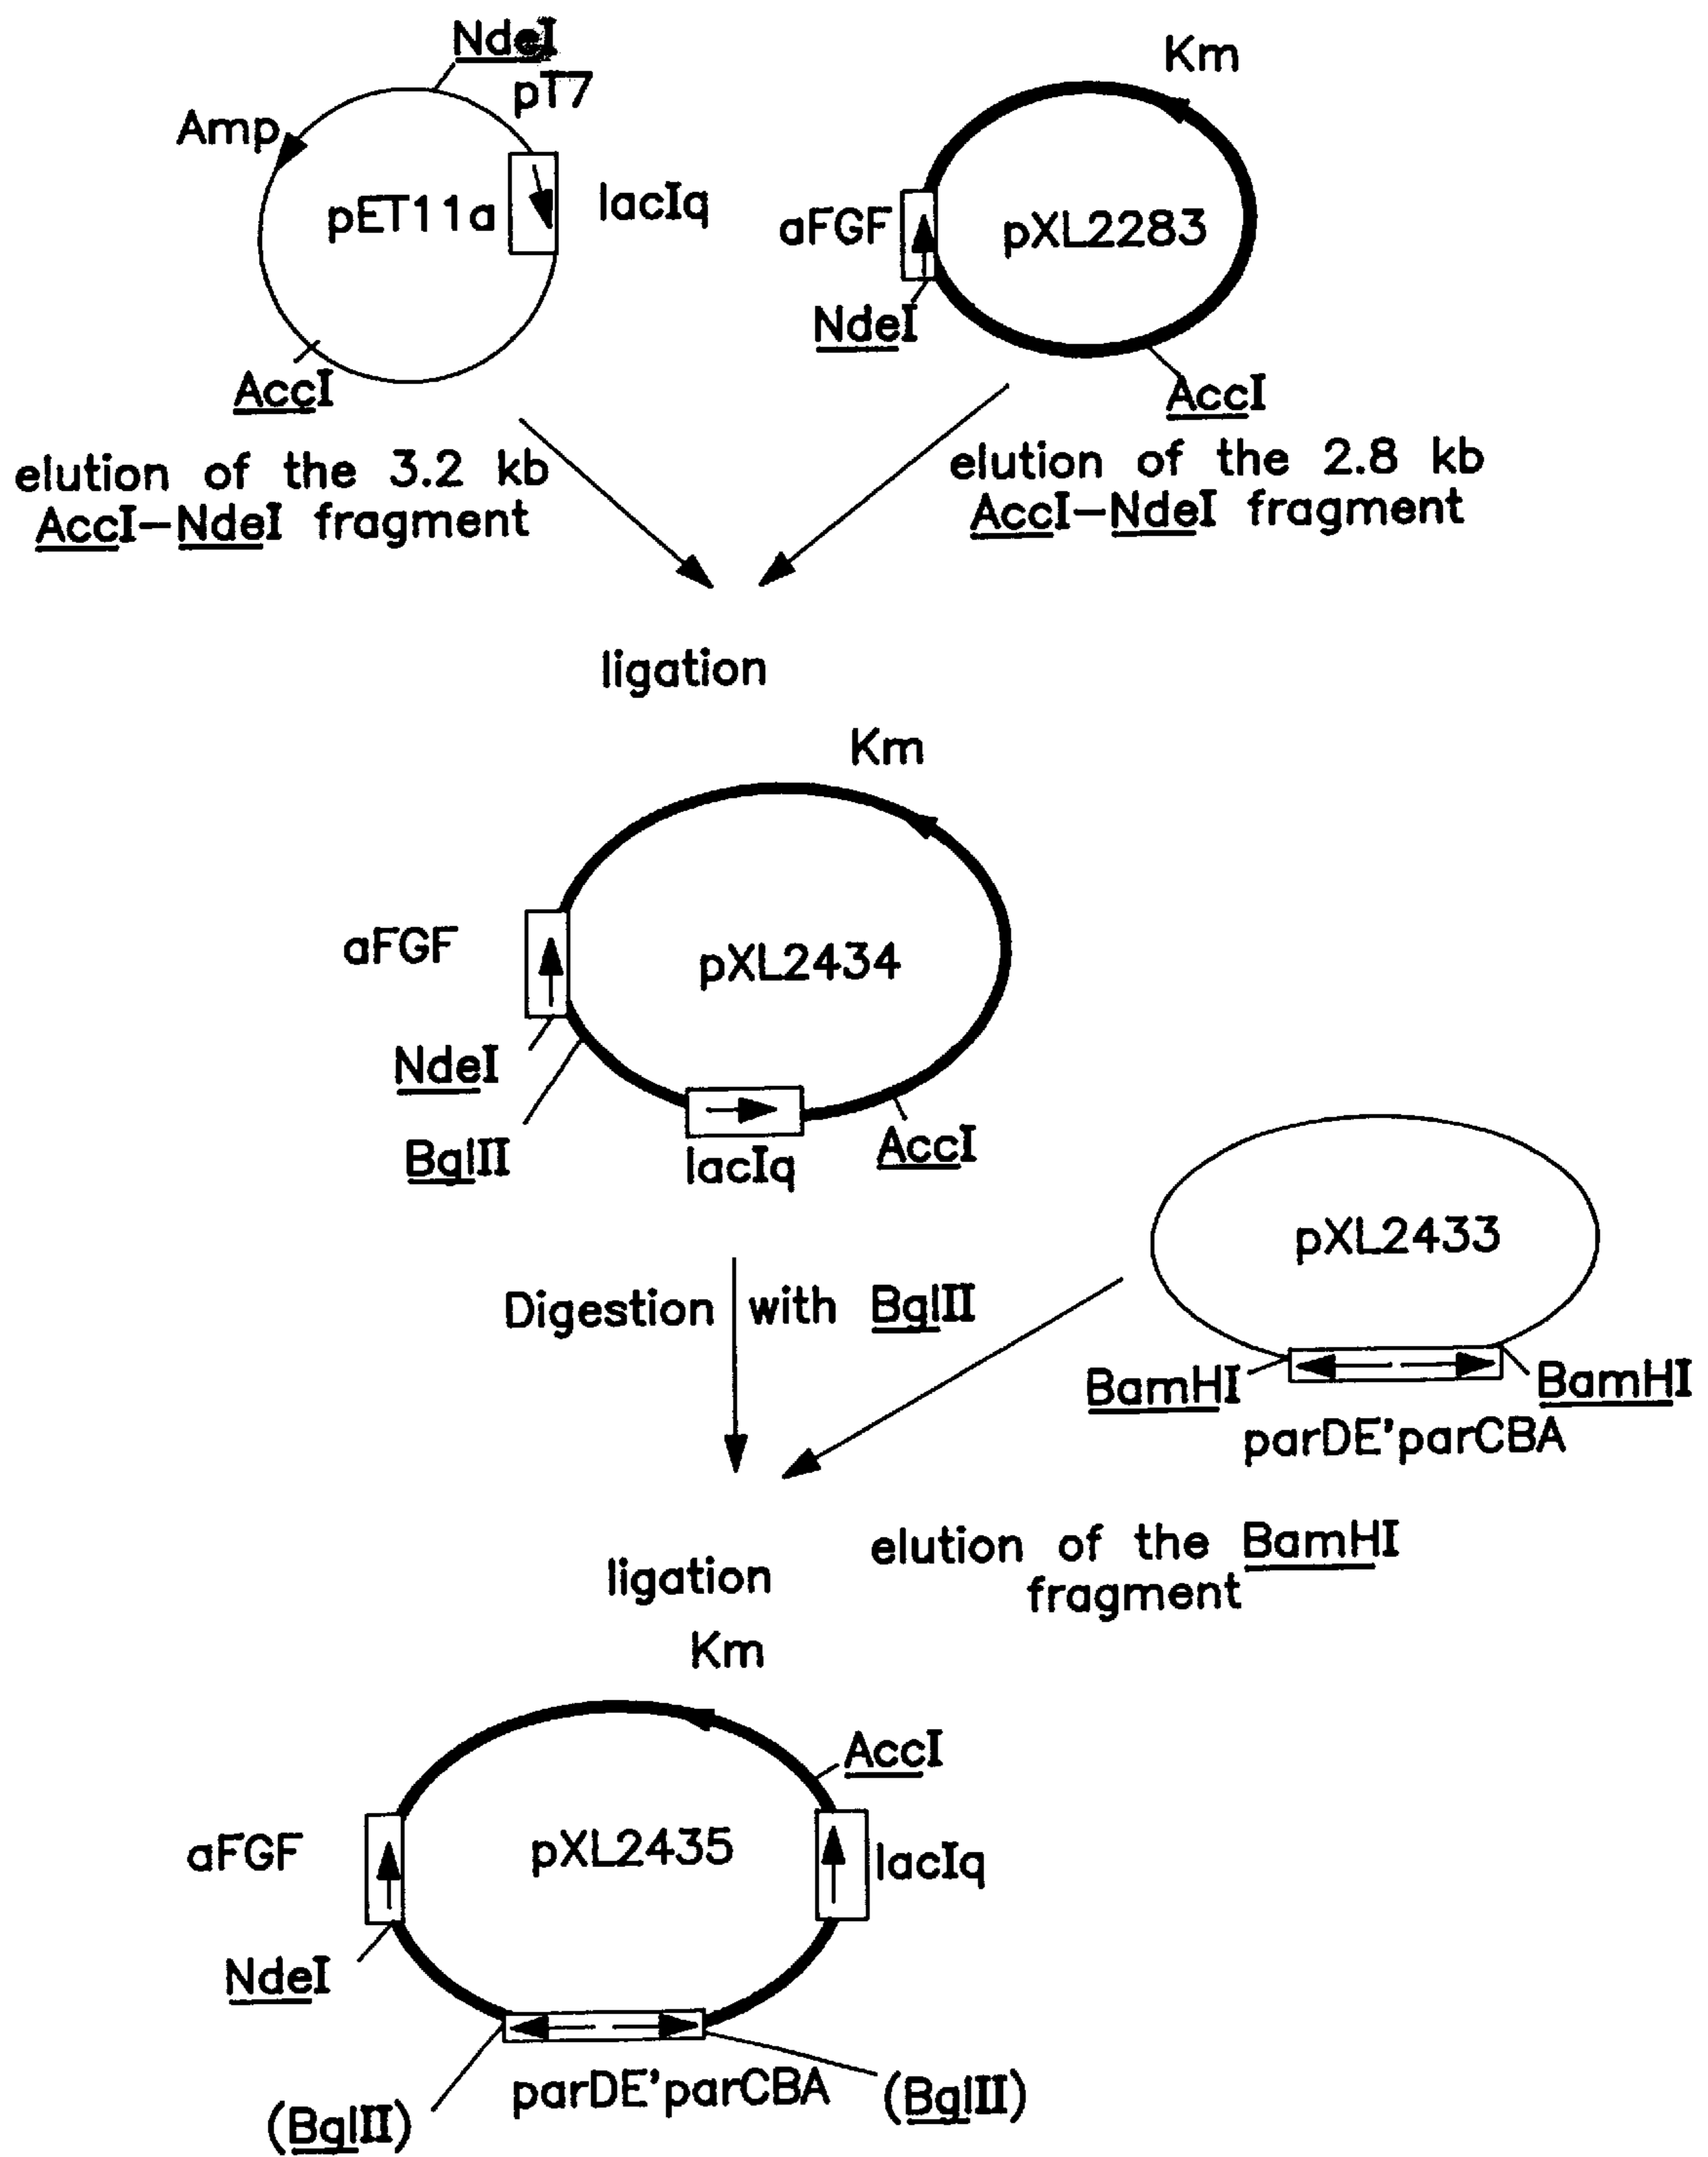 NdeI
pT7
Amp
pET11a
lacIq
AccI
elution of the 3.2 kb
AccI-NdeI fragment
Km
aFGF
pXL2283
NdeI
AccI
elution of the 2.8 kb
AccI-NdeI fragment
ligation
Km
aFGF
pXL2434
NdeI
BglII
lacIq
AccI
pXL2433
BamHI
BamHI
parDE'parCBA
Digestion with BglII
elution of the BamHI
fragment
ligation
Km
AccI
aFGF
pXL2435
lacIq
NdeI
(BglII)
parDE'parCBA
(BglII)